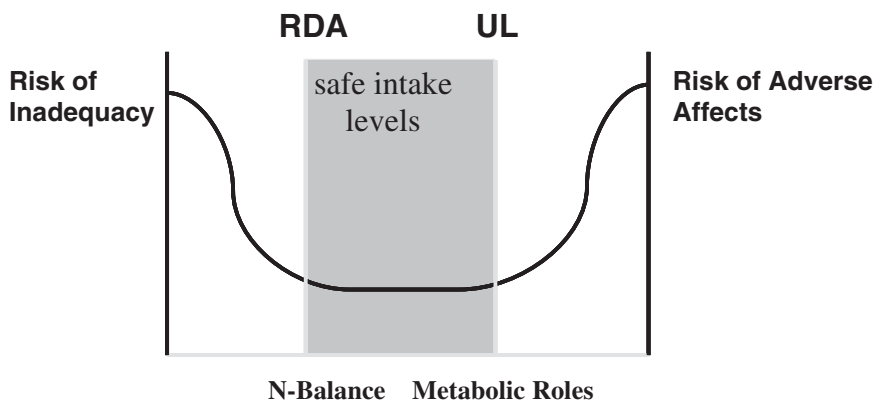 RDA UL
Risk of
Inadequacy
safe intake
levels
Risk of Adverse
Affects
N-Balance Metabolic Roles